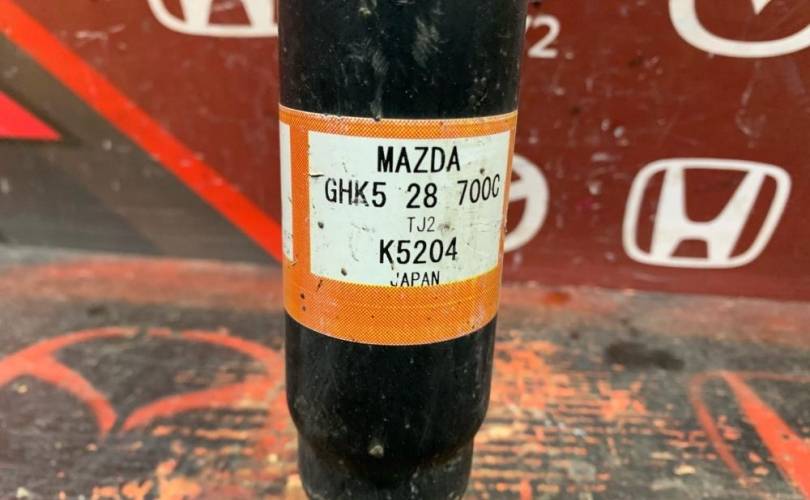 MAZDA
GHK5 28 700C
TJ2
K5204
JAPAN